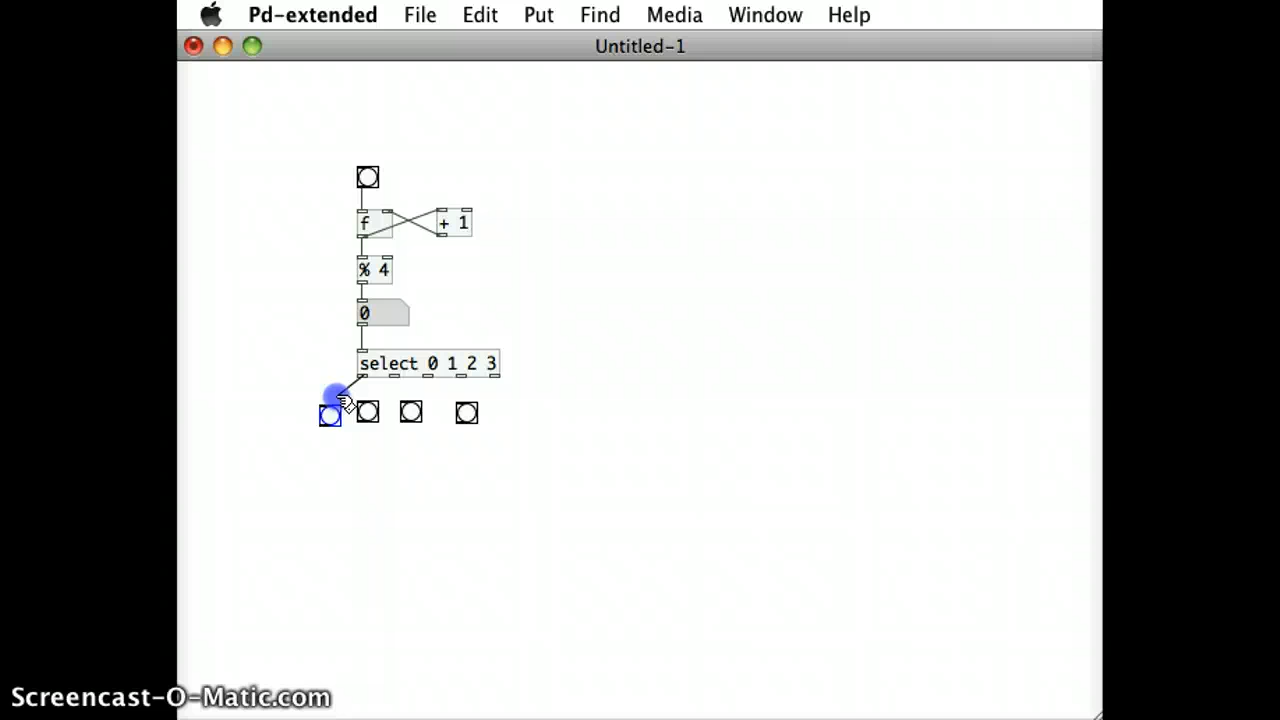 Pd-extended File Edit Put Find Media Window Help
Untitled-1
f
+ 1
% 4
0
select 0 1 2 3
Screencast-O-Matic.com